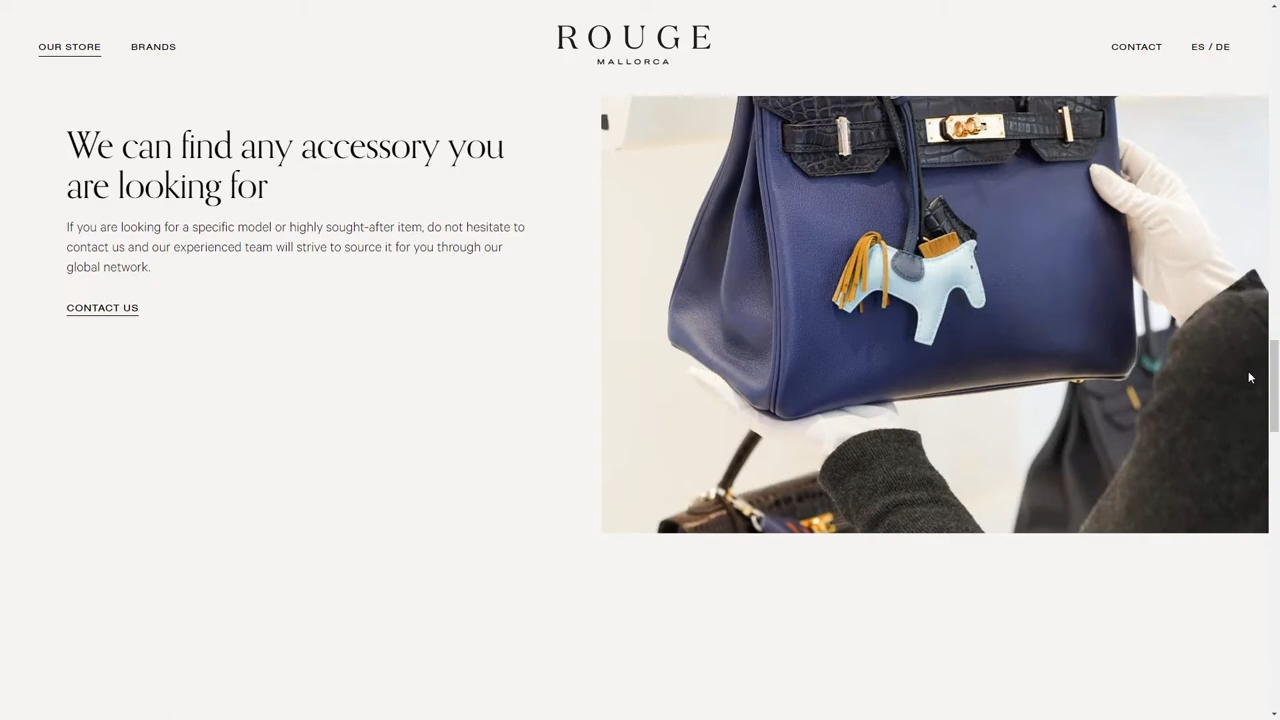 OUR STORE
BRANDS
ROUGE
MALLORCA
CONTACT
ES / DE
We can find any accessory you
are looking for
If you are looking for a specific model or highly sought-after item, do not hesitate to
contact us and our experienced team will strive to source it for you through our
global network.
CONTACT US